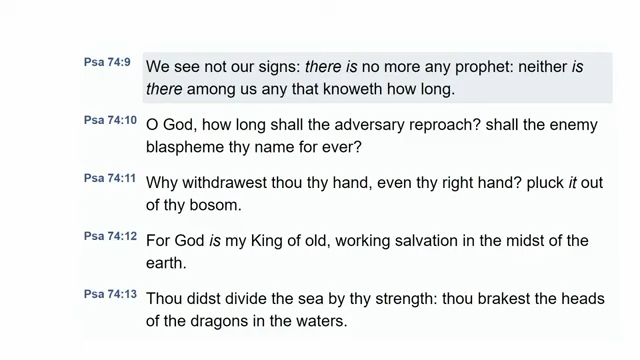 Psa 74:9 We see not our signs: there is no more any prophet: neither is
there among us any that knoweth how long.
Psa 74:10 O God, how long shall the adversary reproach? shall the enemy
blaspheme thy name for ever?
Psa 74:11 Why withdrawest thou thy hand, even thy right hand? pluck it out
of thy bosom.
Psa 74:12 For God is my King of old, working salvation in the midst of the
earth.
Psa 74:13 Thou didst divide the sea by thy strength: thou brakest the heads
of the dragons in the waters.